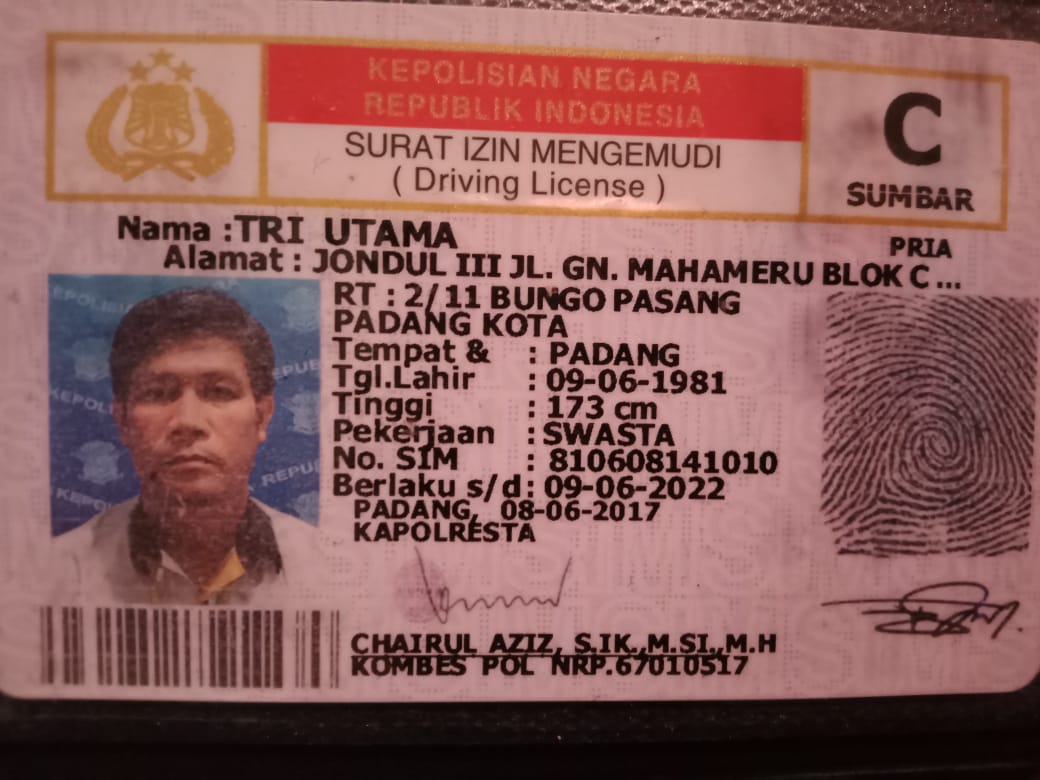 KEPOLISIAN NEGARA
REPUBLIK INDONESIA
SURAT IZIN MENGEMUDI
( Driving License )
C
SUMBAR
Nama : TRI UTAMA
PRIA
Alamat : JONDUL III JL. GN. MAHAMERU BLOK C ...
RT : 2/11 BUNGO PASANG
PADANG KOTA
Tempat & : PADANG
Tgl.Lahir : 09-06-1981
Tinggi : 173 cm
Pekerjaan : SWASTA
No. SIM : 810608141010
Berlaku s/d : 09-06-2022
PADANG, 08-06-2017
KAPOLRESTA
CHAIRUL AZIZ, S.IK.,M.SI.,M.H
KOMBES POL NRP.67010517